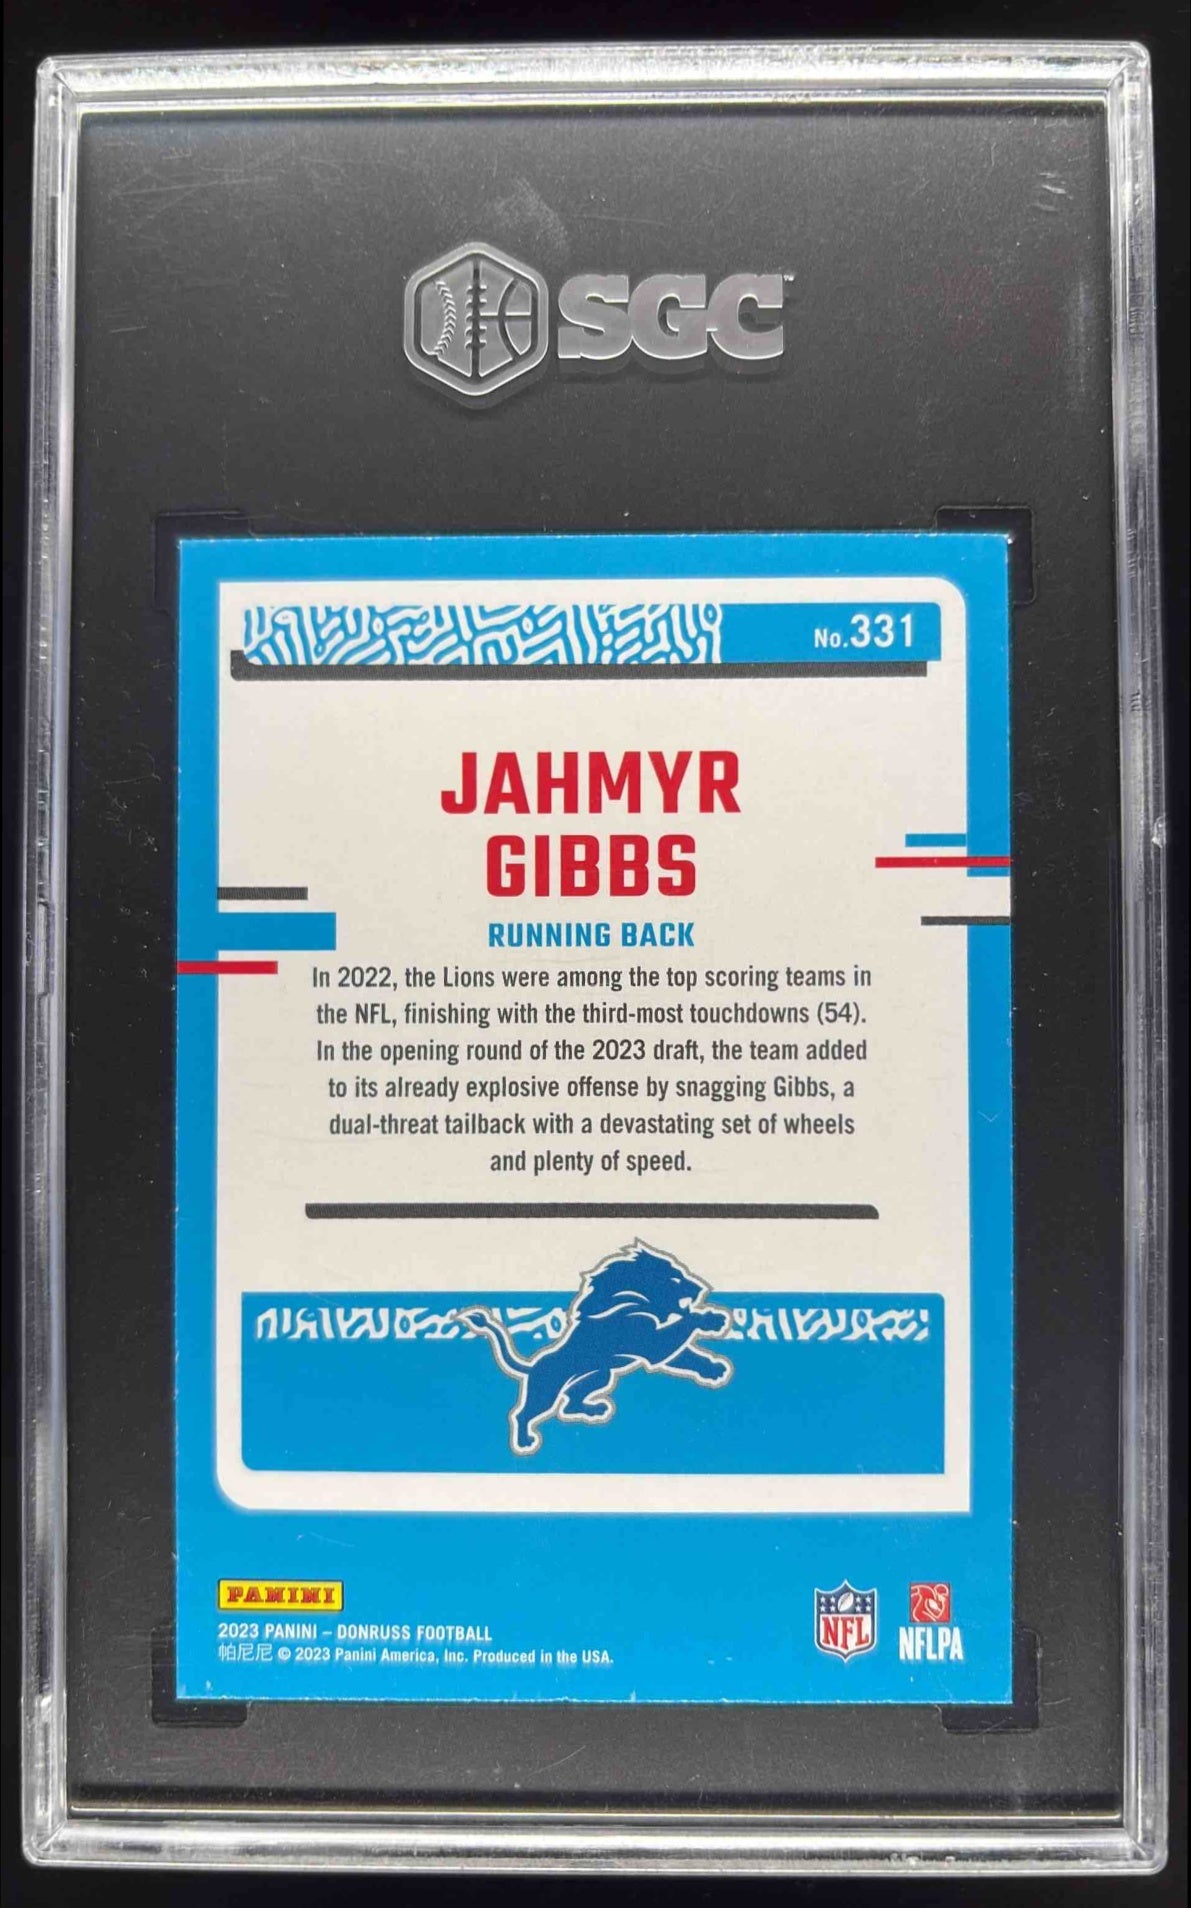 SGC™
No.331
JAHMYR
GIBBS
RUNNING BACK
In 2022, the Lions were among the top scoring teams in
the NFL, finishing with the third-most touchdowns (54).
In the opening round of the 2023 draft, the team added
to its already explosive offense by snagging Gibbs, a
dual-threat tailback with a devastating set of wheels
and plenty of speed.
PANINI
2023 PANINI – DONRUSS FOOTBALL
帕尼尼 © 2023 Panini America, Inc. Produced in the USA.
NFL
NFLPA